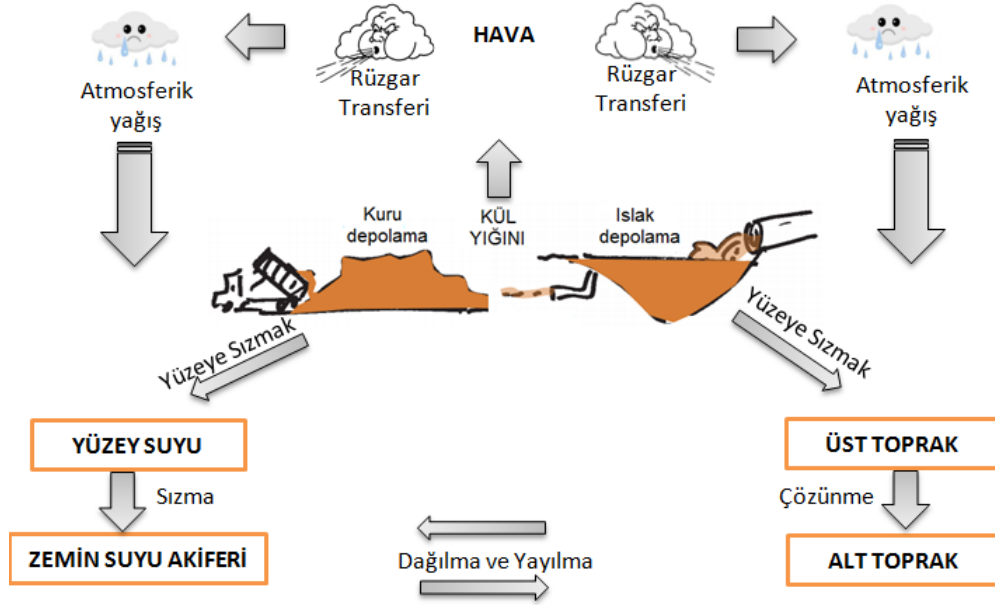 HAVA
Rüzgar
Transferi
Rüzgar
Transferi
Atmosferik
yağış
Atmosferik
yağış
Kuru
depolama
KÜL
YIĞINI
Islak
depolama
Yüzeye Sızmak
Yüzeye Sızmak
YÜZEY SUYU
ÜST TOPRAK
Sızma
Çözünme
ZEMİN SUYU AKİFERİ
Dağılma ve Yayılma
ALT TOPRAK